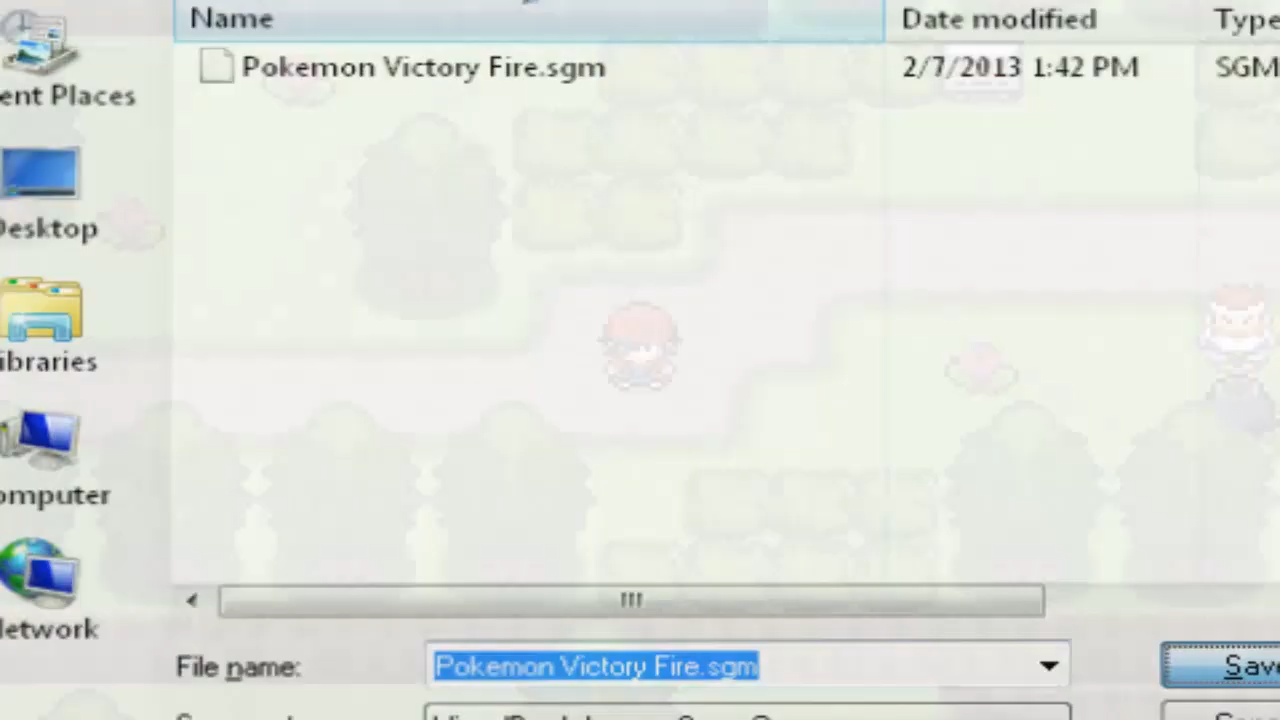 Name Date modified Type
Pokemon Victory Fire.sgm 2/7/2013 1:42 PM SGM
ent Places
Desktop
ibraries
omputer
Network
File name: Pokemon Victory Fire.sgm Save